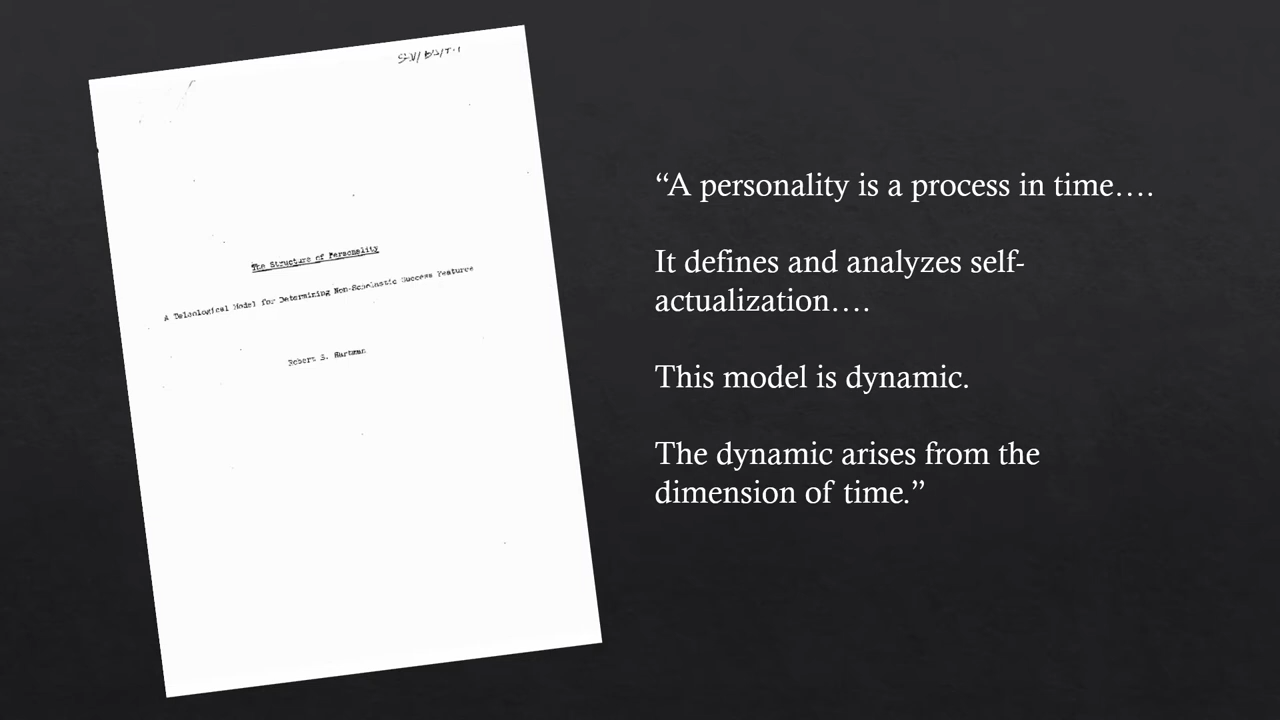 The Structure of Personality
A Teleological Model for Determining Non-Scholastic Success Features
Robert S. Hartman
“A personality is a process in time….
It defines and analyzes self-
actualization….
This model is dynamic.
The dynamic arises from the
dimension of time.”